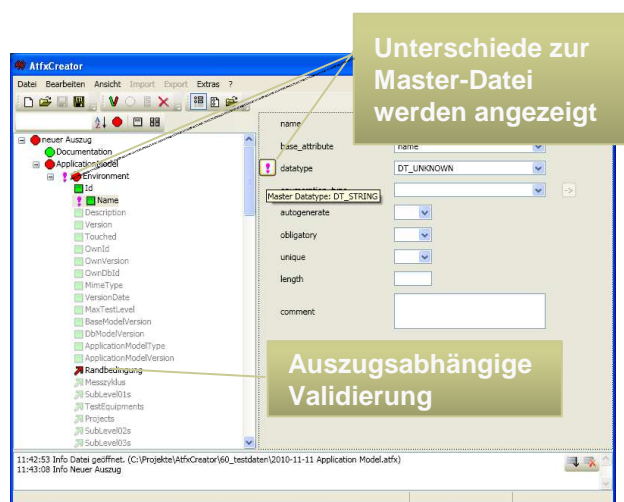 Unterschiede zur
Master-Datei
werden angezeigt
AtfxCreator
Datei Bearbeiten Ansicht Import Export Extras ?
neuer Auszug
Documentation
ApplicationModel
Environment
Id
Name
Description
Version
Touched
OwnId
OwnVersion
OwnDbId
MimeType
VersionDate
MaxTestLevel
BaseModelVersion
DbModelVersion
ApplicationModelType
ApplicationModelVersion
Randbedingung
Messzyklus
SubLevel01s
TestEquipments
Projects
SubLevel02s
SubLevel03s
name
base_attribute name
datatype DT_UNKNOWN
Master Datatype: DT_STRING
autogenerate
obligatory
unique
length
comment
Auszugsabhängige
Validierung
11:42:53 Info Datei geöffnet. (C:\Projekte\AtfxCreator\60_testdaten\2010-11-11 Application Model.atfx)
11:43:08 Info Neuer Auszug